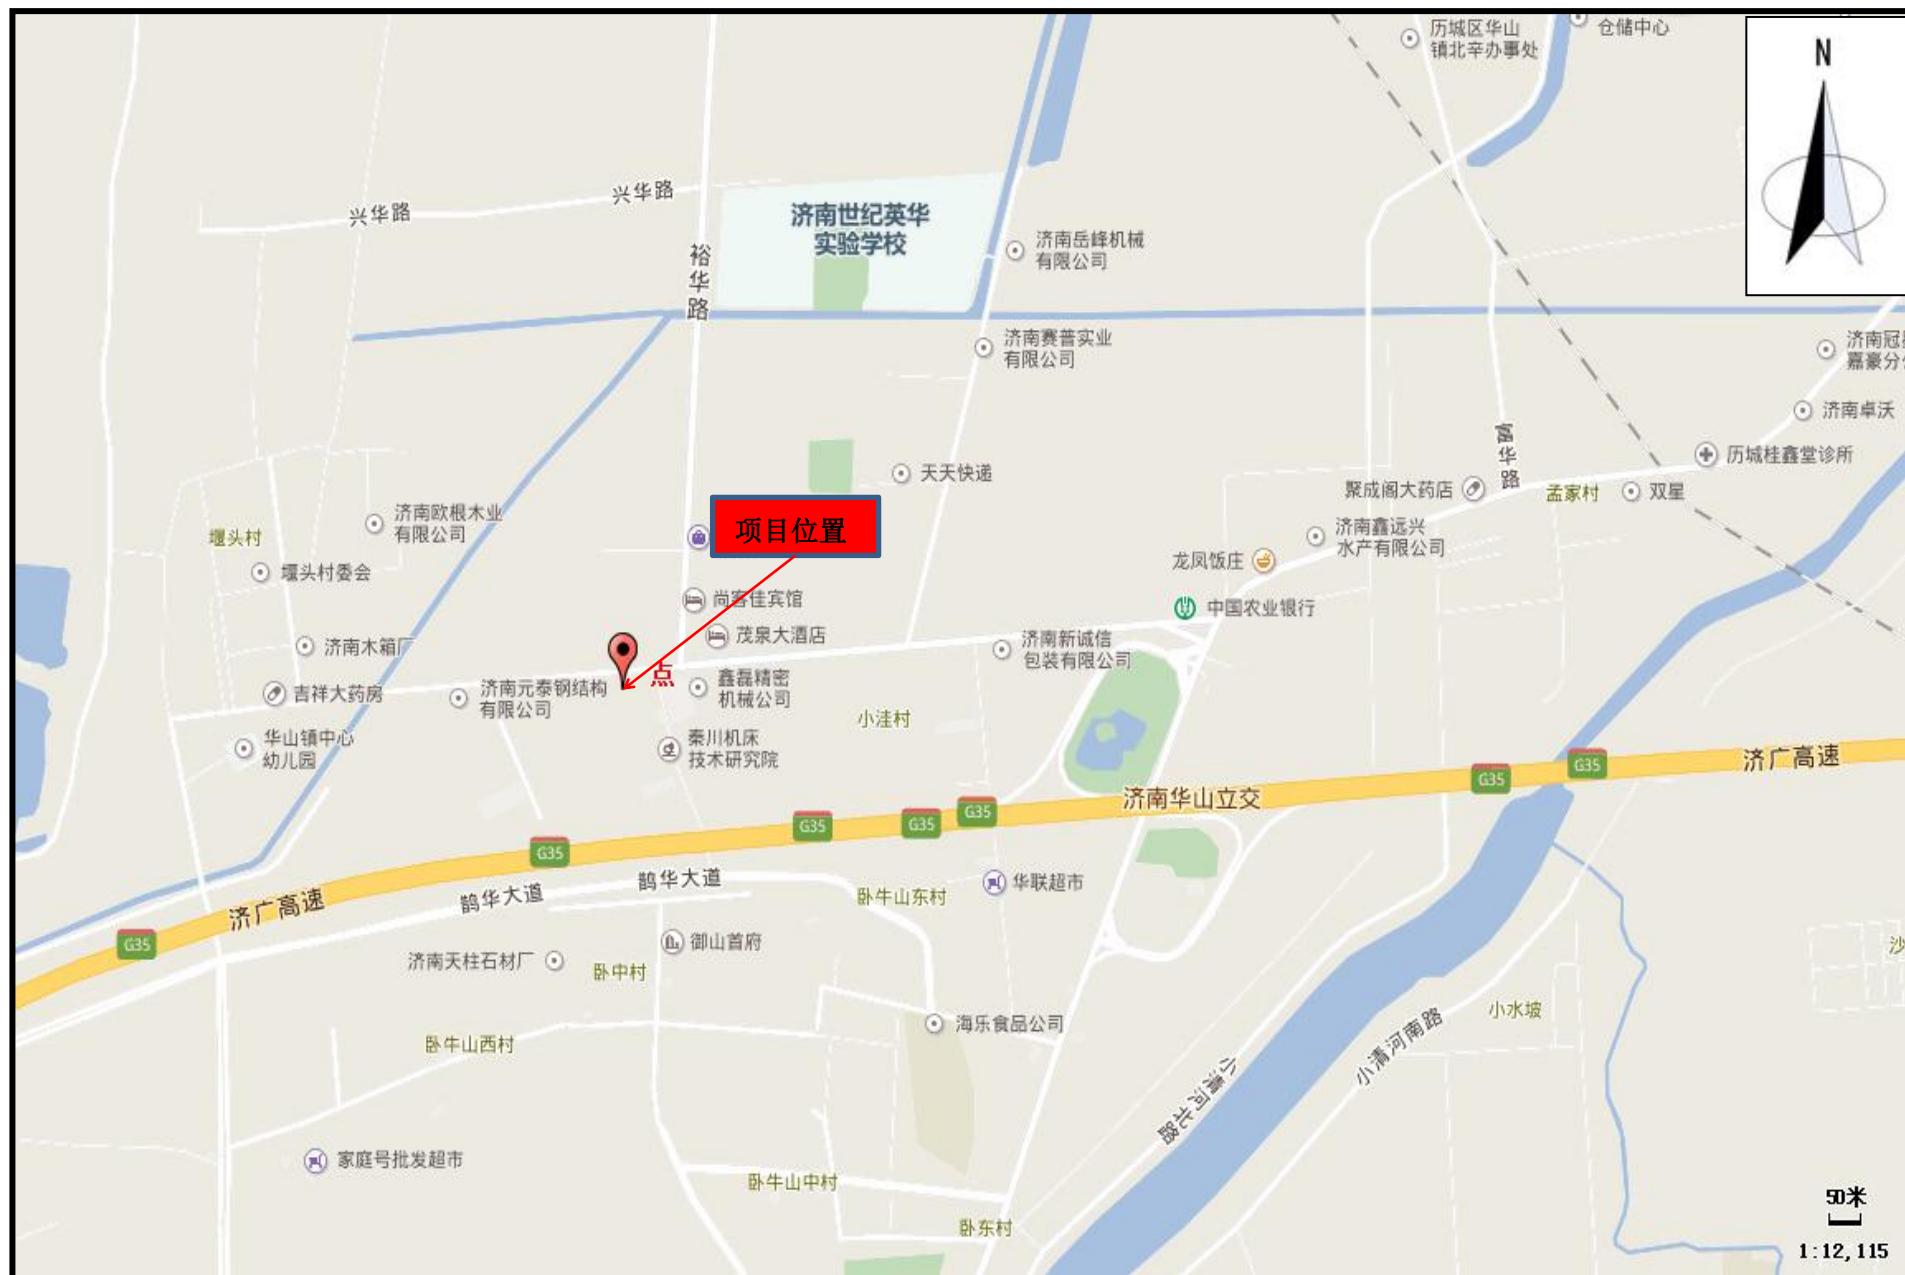 历城区华山
镇北辛办事处
仓储中心
N
兴华路
兴华路
济南世纪英华
实验学校
裕华路
济南岳峰机械
有限公司
济南赛普实业
有限公司
济南冠
嘉豪分
济南卓沃
历城桂鑫堂诊所
华路
聚成阁大药店
孟家村
双星
天天快递
济南欧根木业
有限公司
堰头村
堰头村委会
项目位置
济南鑫远兴
水产有限公司
龙凤饭庄
中国农业银行
尚客佳宾馆
茂泉大酒店
济南木箱厂
济南新诚信
包装有限公司
点
鑫磊精密
机械公司
吉祥大药房
济南元泰钢结构
有限公司
小洼村
华山镇中心
幼儿园
秦川机床
技术研究院
济广高速
G35
G35
济南华山立交
G35
G35
G35
G35
鹊华大道
鹊华大道
华联超市
卧牛山东村
济广高速
G35
御山首府
济南天柱石材厂
卧中村
沙
海乐食品公司
小水坡
卧牛山西村
小清河南路
小清河北路
家庭号批发超市
卧牛山中村
卧东村
50米
1:12,115